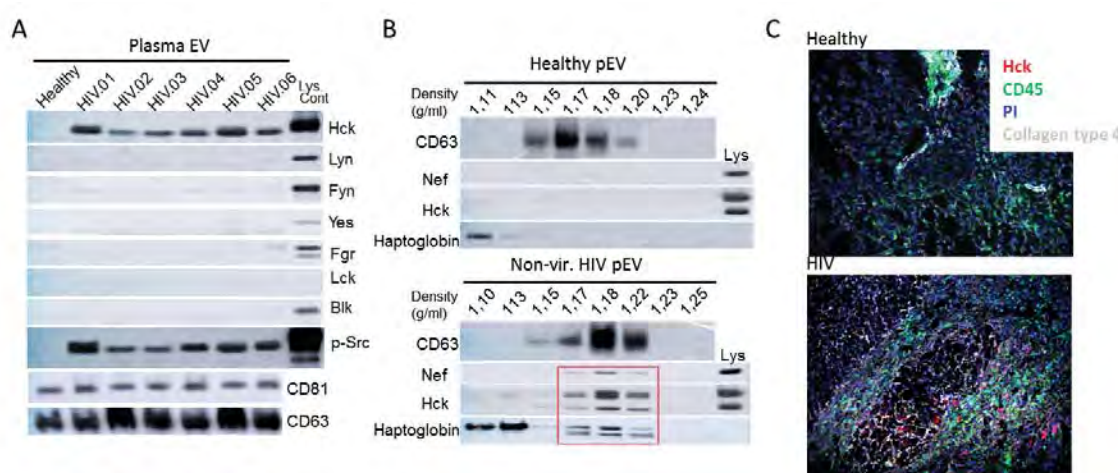 A
Plasma EV
Healthy
HIV.01
HIV.02
HIV.03
HIV.04
HIV.05
HIV.06
Lys
Cont
Hck
Lyn
Fyn
Yes
Fgr
Lck
Blk
p-Src
CD81
CD63
B
Healthy pEV
Density
(g/ml)
1,11 113 1,15 1,17 1,18 1,20 1,23 1,24
CD63
Lys
Nef
Hck
Haptoglobin
Non-vir. HIV pEV
Density
(g/ml)
1,10 113 1,15 1,17 1,18 1,22 1,23 1,25
CD63
Lys
Nef
Hck
Haptoglobin
C
Healthy
Hck
CD45
PI
Collagen type 4
HIV